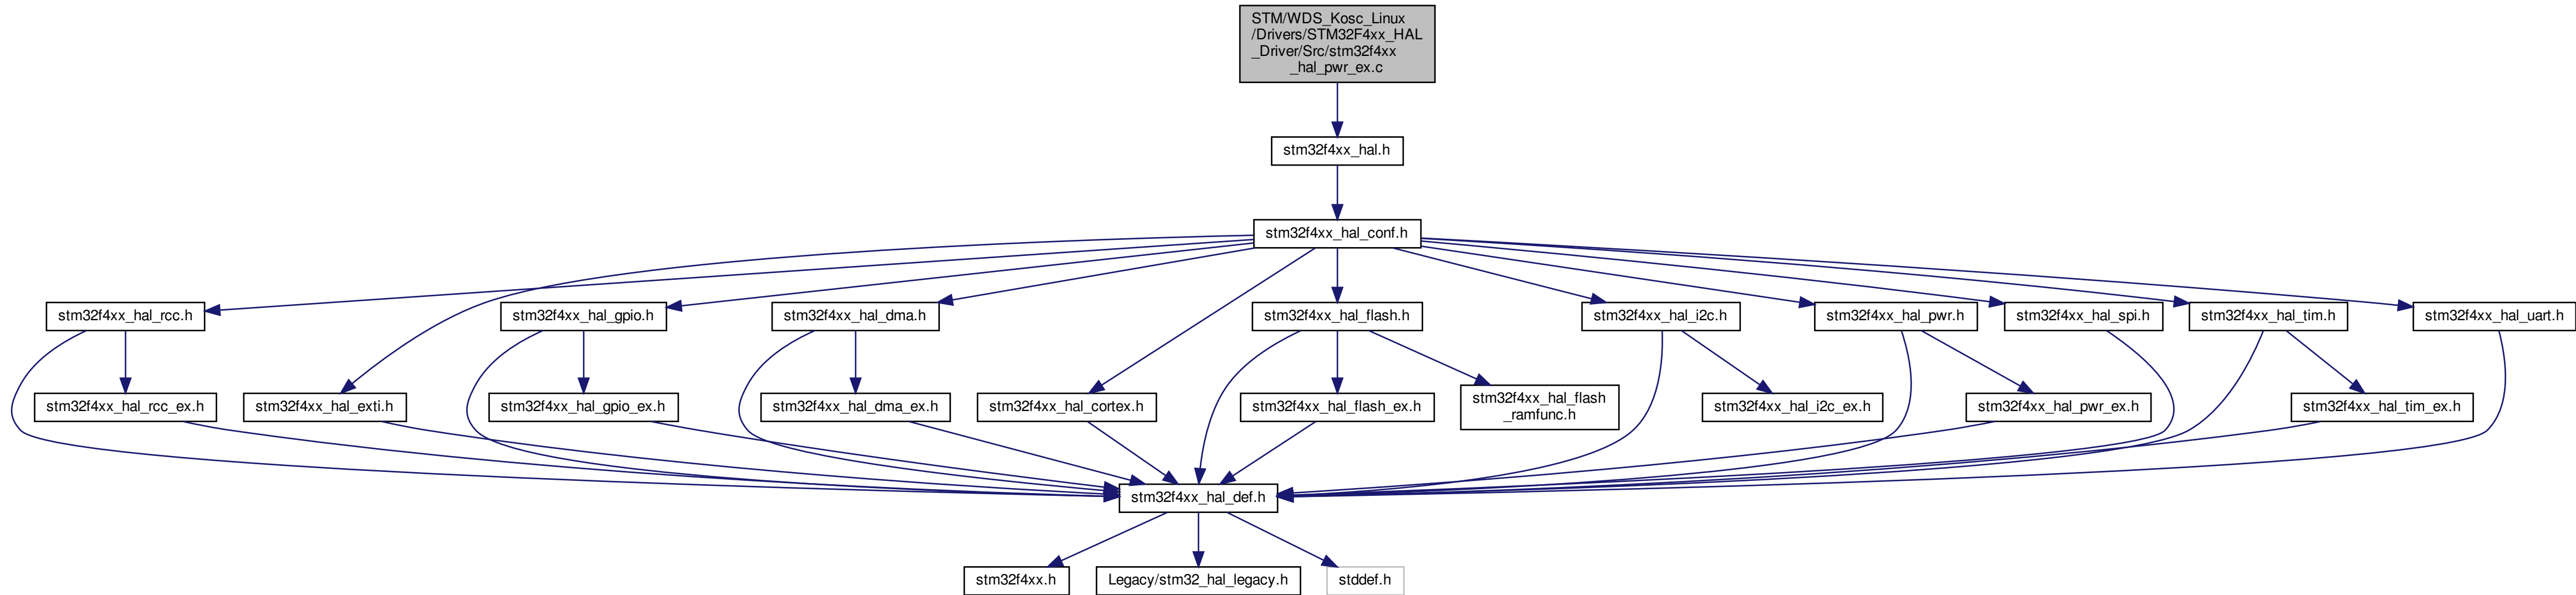 STM/WDS_Kosc_Linux
/Drivers/STM32F4xx_HAL
_Driver/Src/stm32f4xx
_hal_pwr_ex.c
stm32f4xx_hal.h
stm32f4xx_hal_conf.h
stm32f4xx_hal_rcc.h
stm32f4xx_hal_gpio.h
stm32f4xx_hal_dma.h
stm32f4xx_hal_flash.h
stm32f4xx_hal_i2c.h
stm32f4xx_hal_pwr.h
stm32f4xx_hal_spi.h
stm32f4xx_hal_tim.h
stm32f4xx_hal_uart.h
stm32f4xx_hal_rcc_ex.h
stm32f4xx_hal_exti.h
stm32f4xx_hal_gpio_ex.h
stm32f4xx_hal_dma_ex.h
stm32f4xx_hal_cortex.h
stm32f4xx_hal_flash_ex.h
stm32f4xx_hal_flash
_ramfunc.h
stm32f4xx_hal_i2c_ex.h
stm32f4xx_hal_pwr_ex.h
stm32f4xx_hal_tim_ex.h
stm32f4xx_hal_def.h
stm32f4xx.h
Legacy/stm32_hal_legacy.h
stddef.h